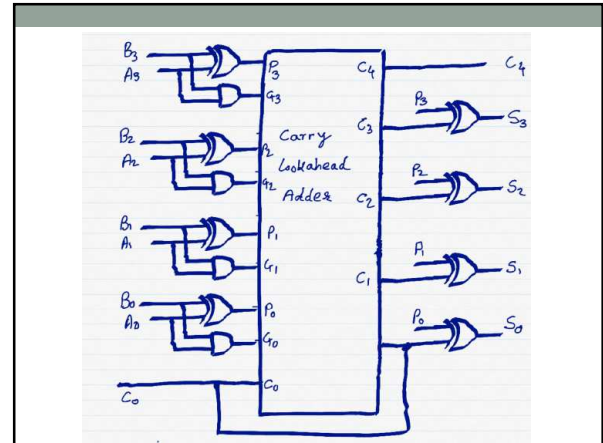 B3
A3
P3
G3
B2
A2
P2
G2
B1
A1
P1
G1
B0
A0
P0
G0
C0
C0
Carry
Lookahead
Adder
C4
C4
C3
P3
S3
C2
P2
S2
C1
P1
S1
P0
S0